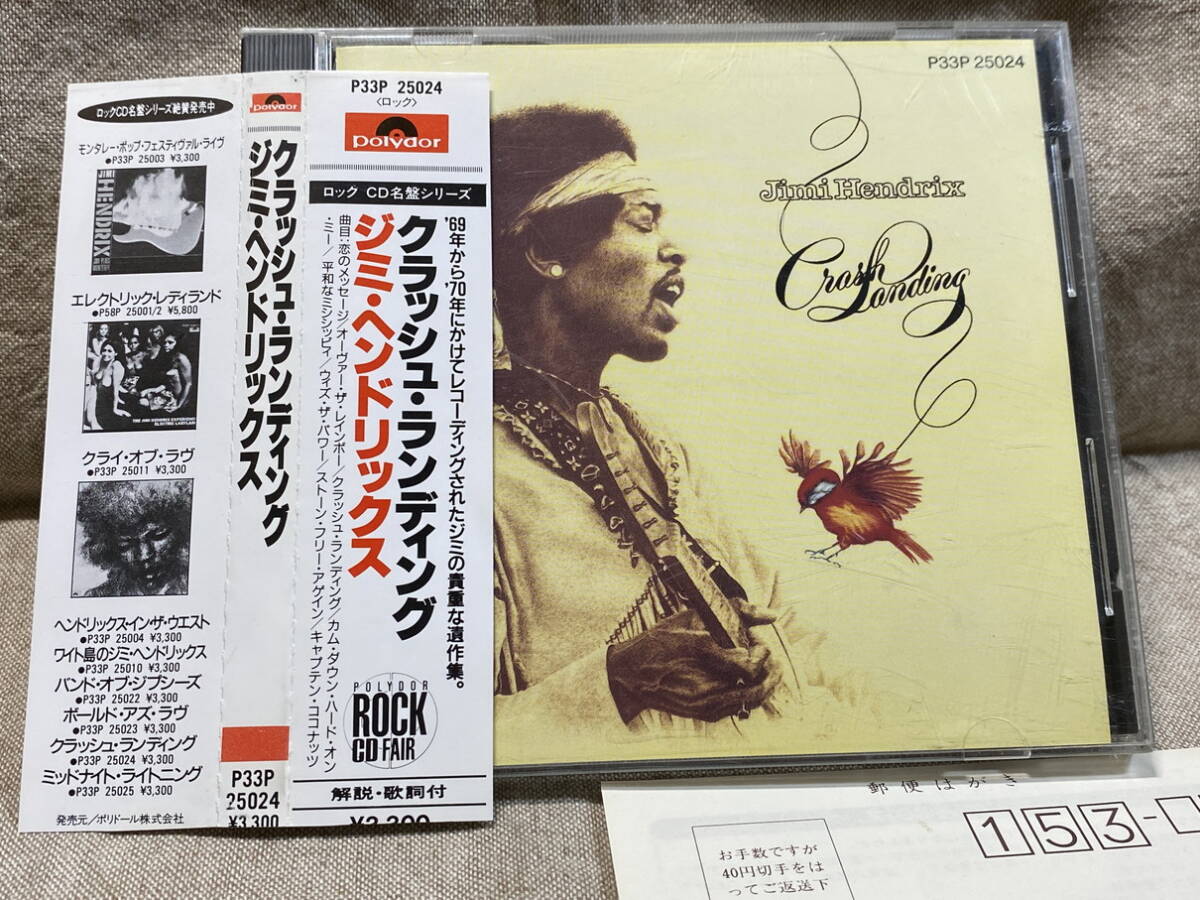 ロックCD名盤シリーズ絶賛発売中
モンタレー・ポップ・フェスティヴァル・ライヴ
●P33P 25003 ¥3,300
JIMI
HENDRIX
エレクトリック・レディランド
●P58P 25001/2 ¥5,800
THE JIMI HENDRIX EXPERIENCE
ELECTRIC LADYLAND
クライ・オブ・ラヴ
●P33P 25011 ¥3,300
ヘンドリックス・イン・ザ・ウエスト
●P33P 25004 ¥3,300
ワイト島のジミ・ヘンドリックス
●P33P 25010 ¥3,300
バンド・オブ・ジプシーズ
●P33P 25022 ¥3,300
ボールド・アズ・ラヴ
●P33P 25023 ¥3,300
クラッシュ・ランディング
●P33P 25024 ¥3,300
ミッドナイト・ライトニング
●P33P 25025 ¥3,300
発売元/ポリドール株式会社
polydor
クラッシュ・ランディング
ジミ・ヘンドリックス
P33P
25024
¥3,300
P33P 25024
〈ロック〉
polydor
ロック CD名盤シリーズ
'69年から'70年にかけてレコーディングされたジミの貴重な遺作集。
クラッシュ・ランディング
ジミ・ヘンドリックス
曲目:恋のメッセージ/オーヴァー・ザ・レインボー/クラッシュ・ランディング/カム・ダウン・ハード・オン
・ミー/平和なミシシッピィ/ウィズ・ザ・パワー/ストーン・フリー・アゲイン/キャプテン・ココナッツ
POLYDOR
ROCK
CD FAIR
解説・歌詞付
¥3,300
P33P 25024
Jimi Hendrix
Crash Landing
郵便はがき
153-
お手数ですが
40円切手をは
ってご返送下